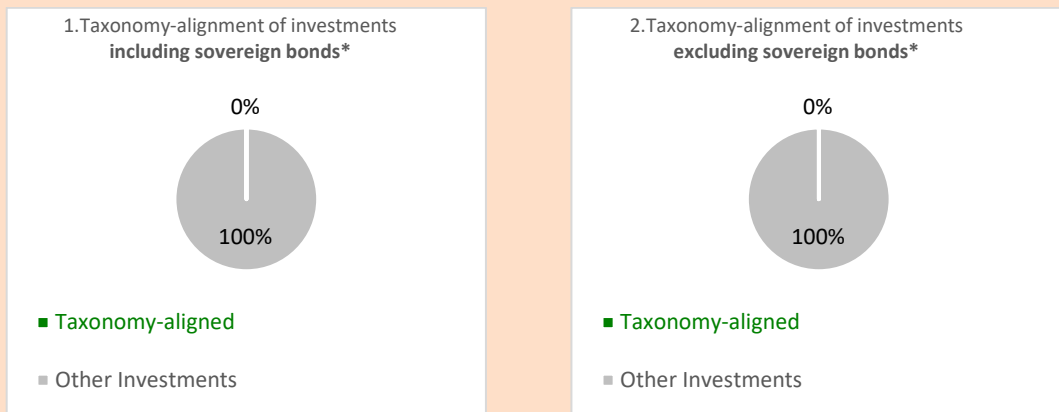 1.Taxonomy-alignment of investments
including sovereign bonds*
0%
100%
Taxonomy-aligned
Other Investments
2.Taxonomy-alignment of investments
excluding sovereign bonds*
0%
100%
Taxonomy-aligned
Other Investments